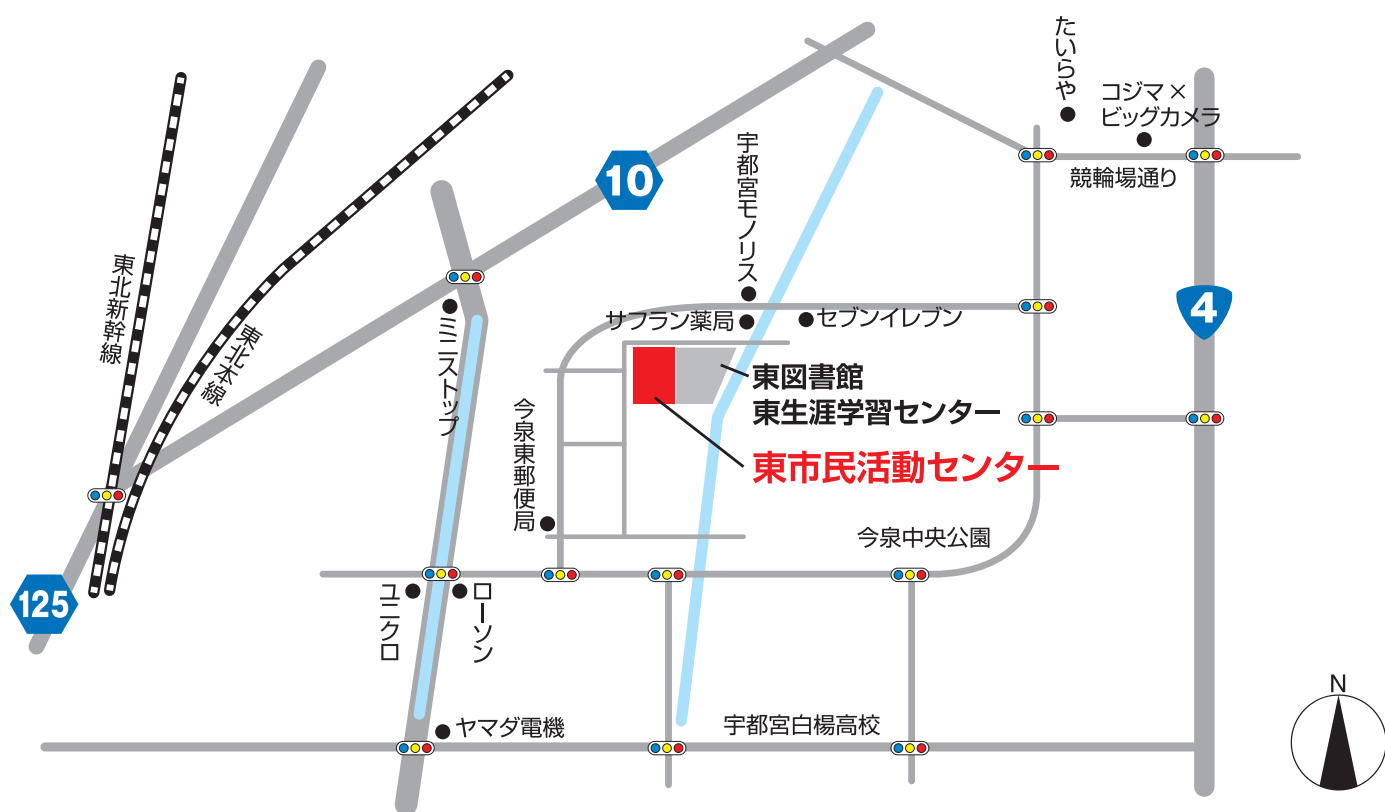 たいらや
コジマ×
ビッグカメラ
競輪場通り
10
宇都宮モノリス
4
東北新幹線
東北本線
ミニストップ
サフラン薬局
セブンイレブン
東図書館
東生涯学習センター
東市民活動センター
今泉東郵便局
今泉中央公園
125
ユニクロ
ローソン
ヤマダ電機
宇都宮白楊高校
N